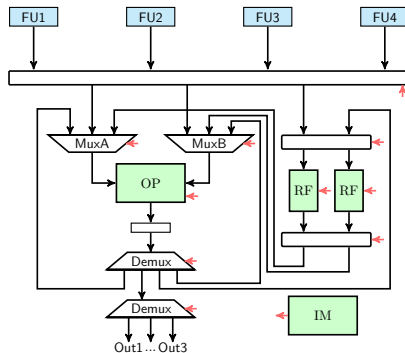 FU1 FU2 FU3 FU4
MuxA MuxB
OP RF RF
Demux
Demux
IM
Out1 ... Out3